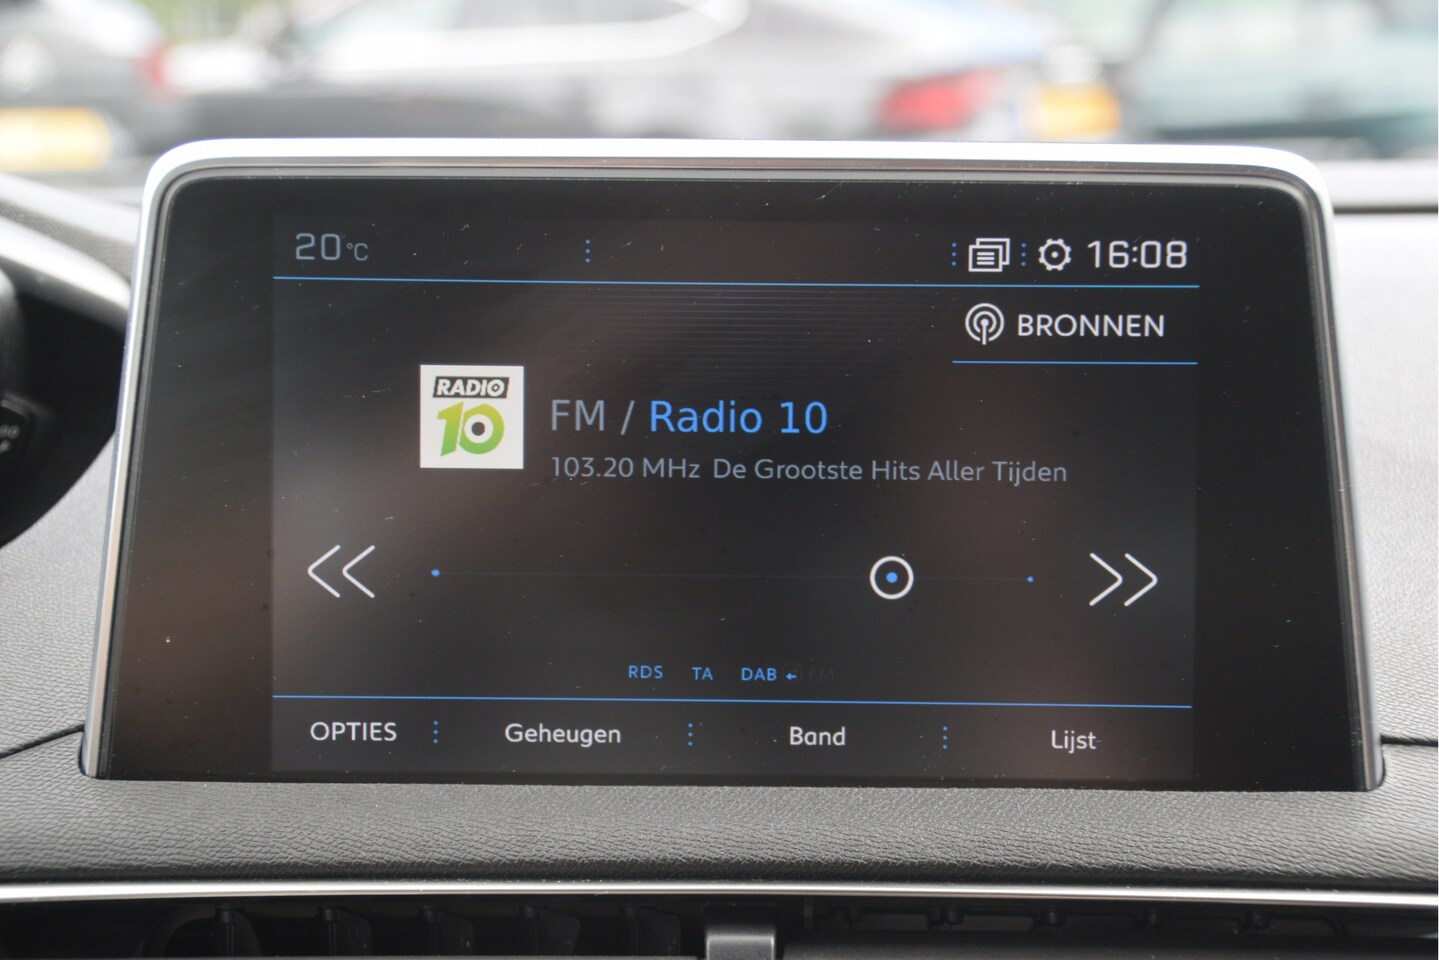 20°C
16:08
BRONNEN
RADIO
10
FM / Radio 10
103.20 MHz De Grootste Hits Aller Tijden
RDS TA DAB
OPTIES Geheugen Band Lijst